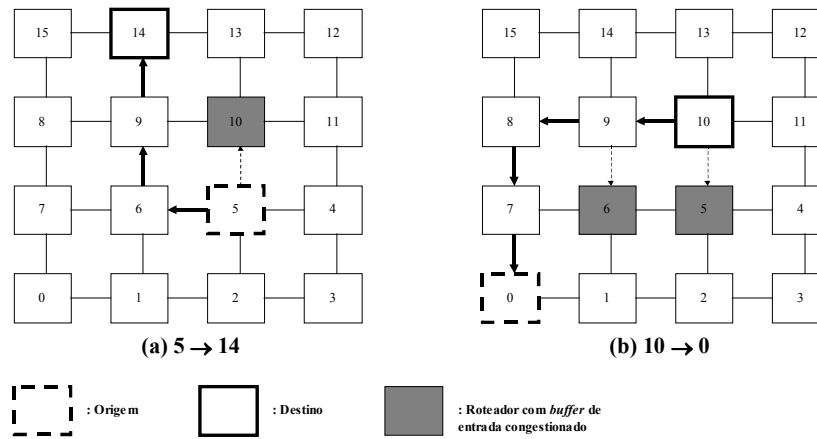 15 14 13 12
8 9 10 11
7 6 5 4
0 1 2 3
(a) 5 → 14
15 14 13 12
8 9 10 11
7 6 5 4
0 1 2 3
(b) 10 → 0
: Origem
: Destino
: Roteador com buffer de
entrada congestionado